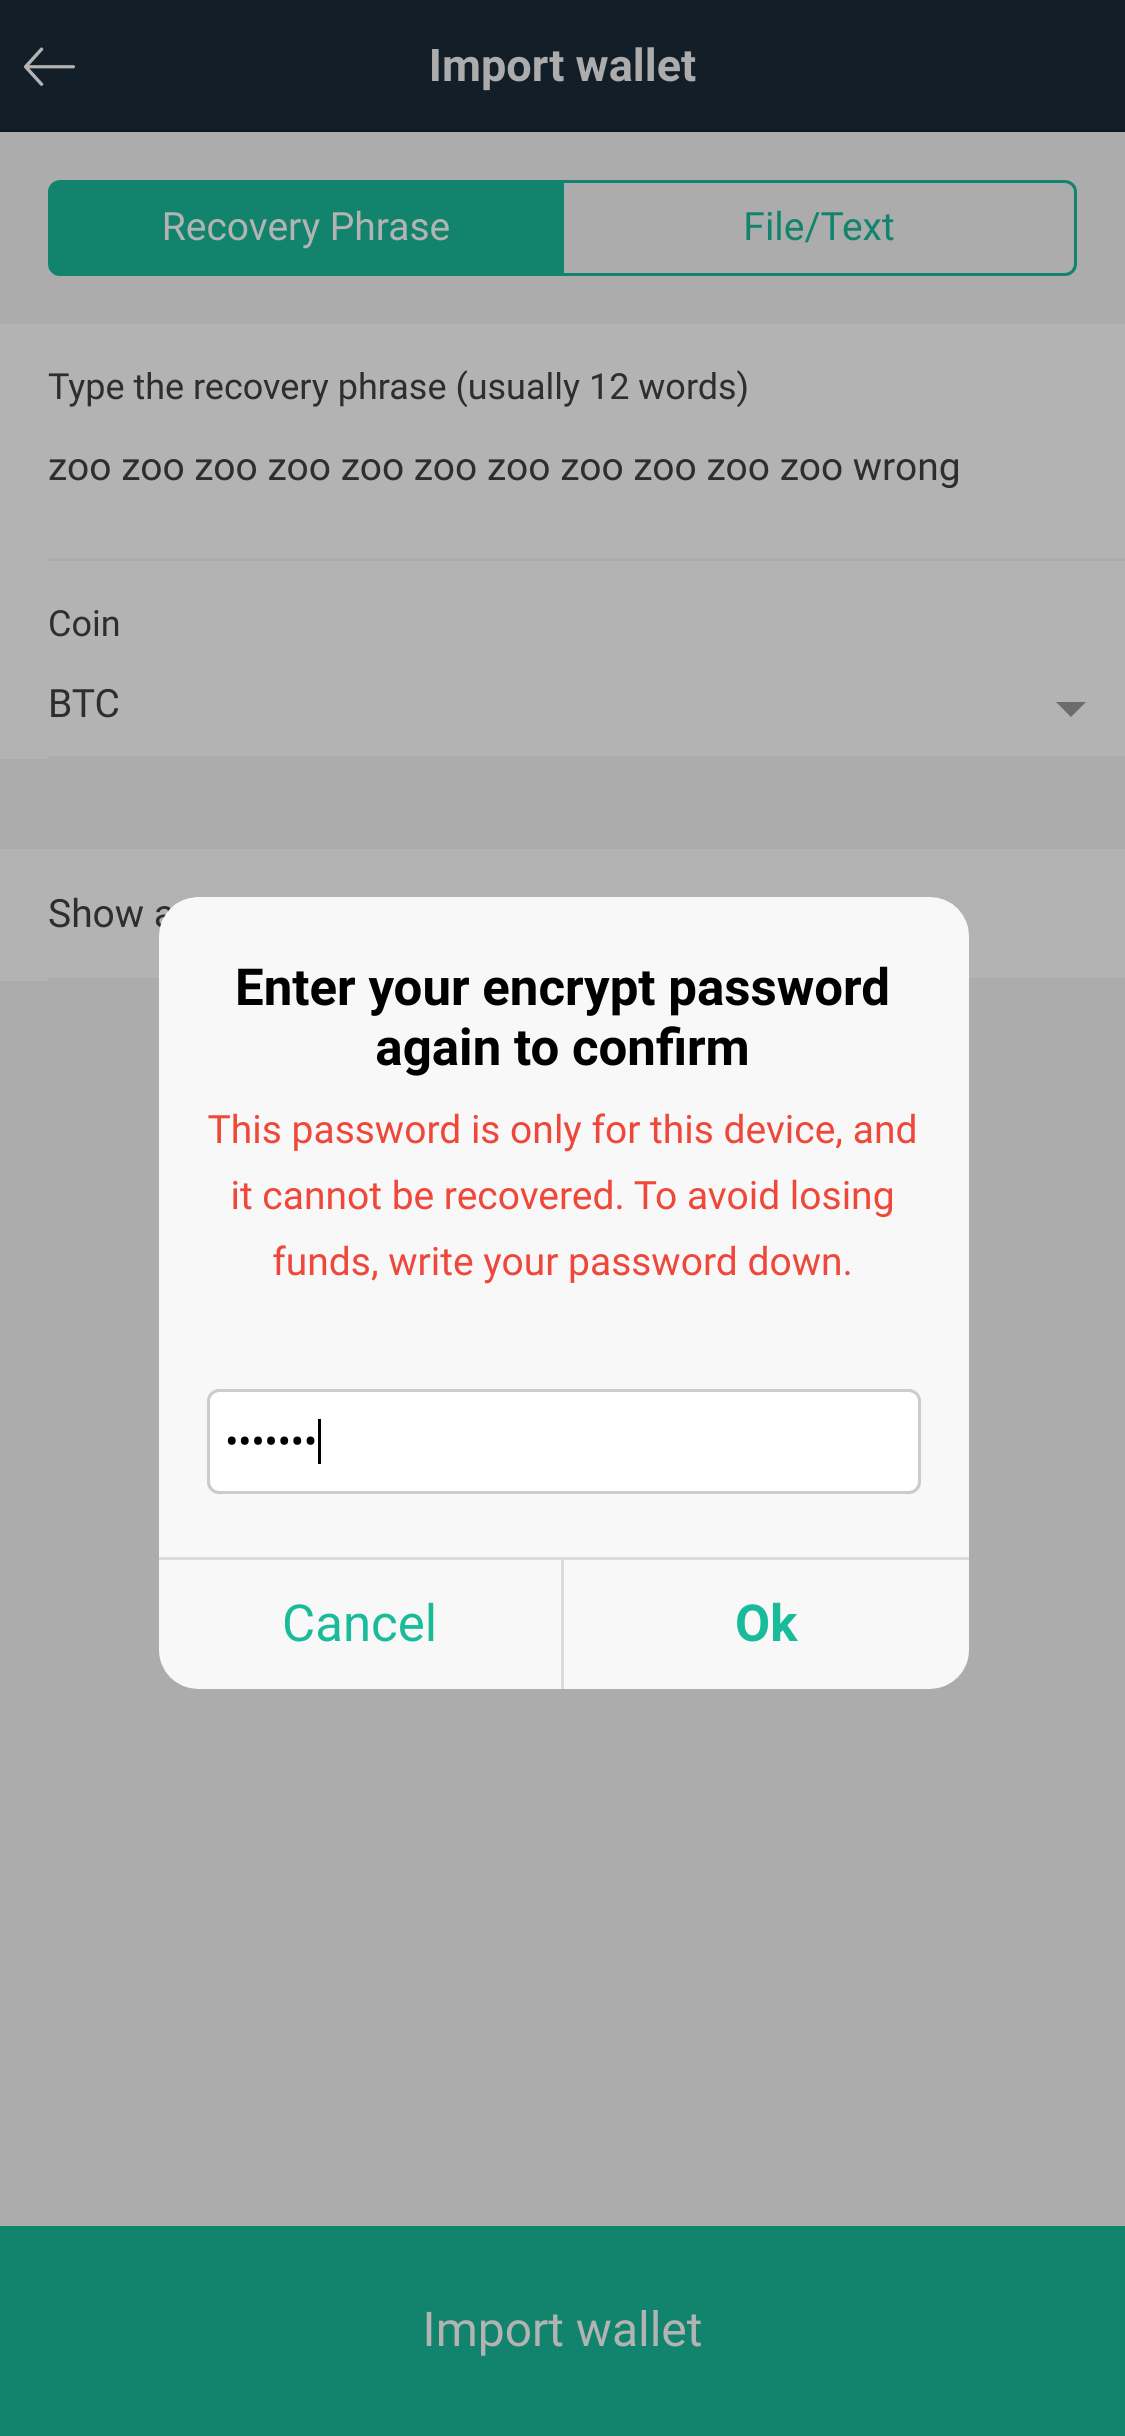 Import wallet
Recovery Phrase
File/Text
Type the recovery phrase (usually 12 words)
zoo zoo zoo zoo zoo zoo zoo zoo zoo zoo zoo wrong
Coin
BTC
Show
Enter your encrypt password
again to confirm
This password is only for this device, and
it cannot be recovered. To avoid losing
funds, write your password down.
•••••••
Cancel
Ok
Import wallet